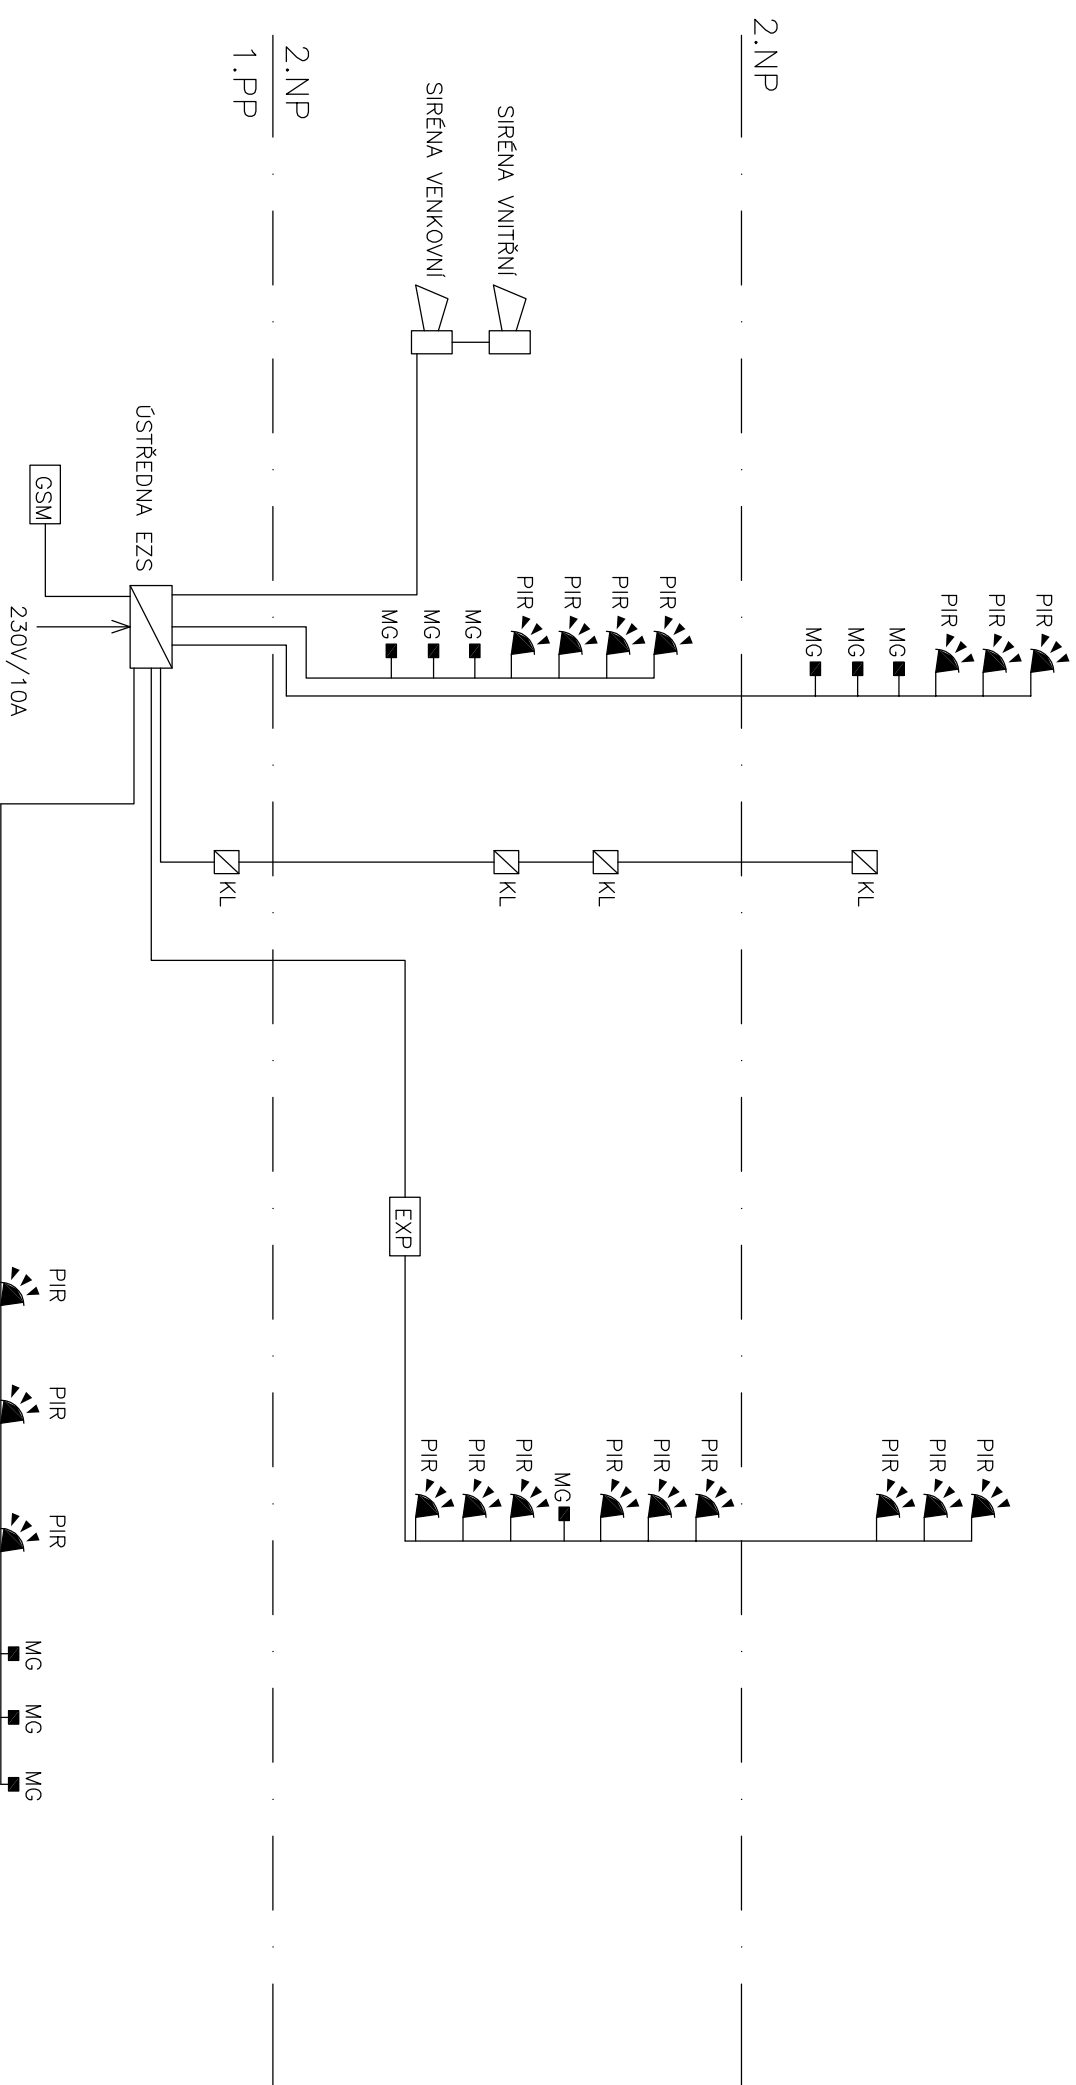 PIR
PIR
PIR
MG
MG
MG
KL
PIR
PIR
PIR
2.NP
SIRÉNA VNITŘNÍ
SIRÉNA VENKOVNÍ
PIR
PIR
PIR
PIR
MG
MG
MG
KL
KL
EXP
PIR
PIR
PIR
MG
PIR
PIR
PIR
2.NP
1.PP
KL
ÚSTŘEDNA EZS
GSM
230V/10A
PIR
PIR
PIR
MG
MG
MG